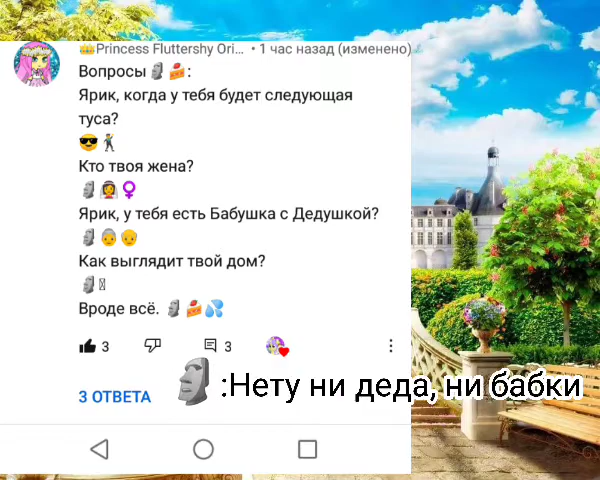 👑Princess Fluttershy Ori... • 1 час назад (изменено)
Вопросы🗿🍰:
Ярик, когда у тебя будет следующая
туса?
😎🕺
Кто твоя жена?
🗿👰♀
Ярик, у тебя есть Бабушка с Дедушкой?
🗿👵👴
Как выглядит твой дом?
🗿
Вроде всё. 🗿🍰💦
3 3
3 ОТВЕТА
🗿:Нету ни деда, ни бабки